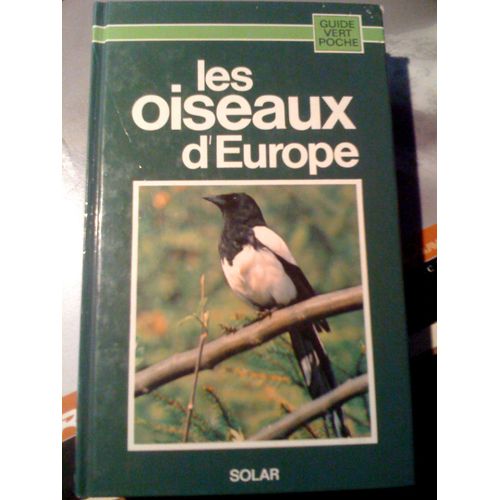 GUIDE
VERT
POCHE
les
oiseaux
d'Europe
SOLAR